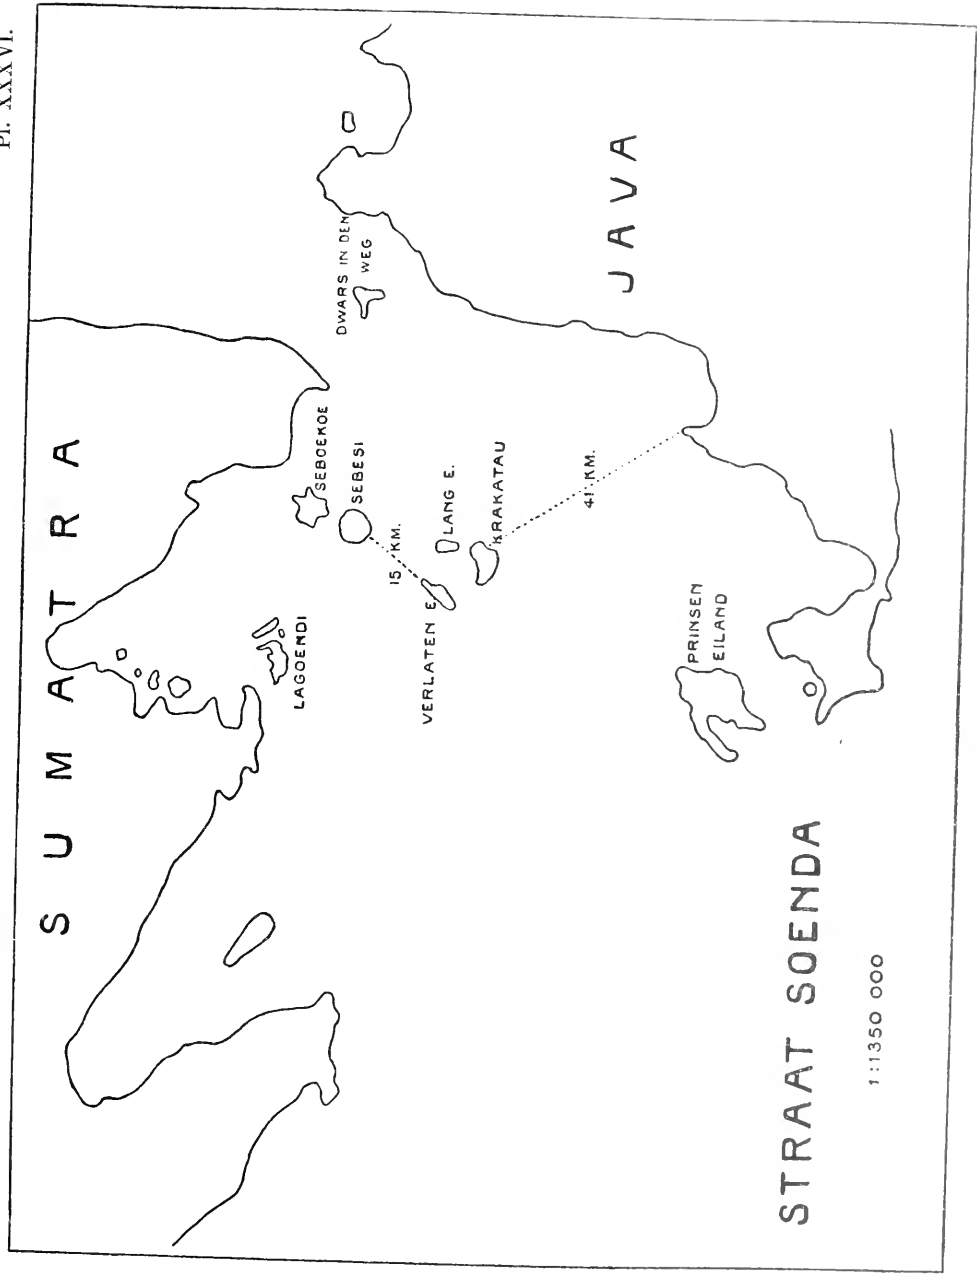 Pl. XXXVI.
SUMATRA
LAGOENDI
SEBOEKOE
SEBESI
DWARS IN DEN
WEG
15 KM.
VERLATEN E.
LANG E.
KRAKATAU
41 KM.
JAVA
PRINSEN
EILAND
STRAAT SOENDA
1:1350 000